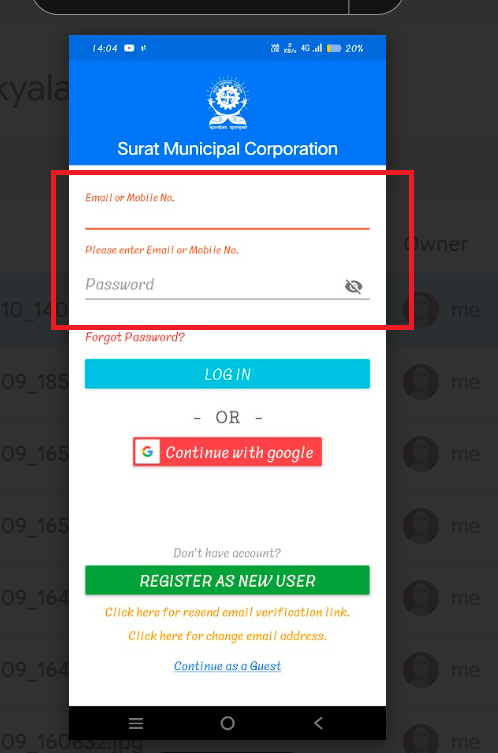 14:04
4G
20%
kyala
Surat Municipal Corporation
Email or Mobile No.
Please enter Email or Mobile No.
Owner
Password
10_140
me
Forgot Password?
09_185
me
LOG IN
- OR -
09_165
Continue with google
me
09_165
me
Don't have account?
REGISTER AS NEW USER
09_164
me
Click here for resend email verification link.
Click here for change email address.
09_164
me
Continue as a Guest
09_160632.jpg
me